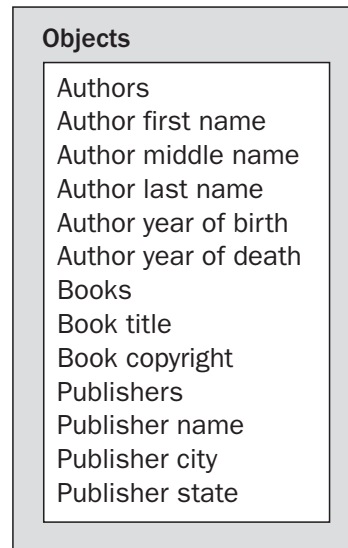 Objects
Authors
Author first name
Author middle name
Author last name
Author year of birth
Author year of death
Books
Book title
Book copyright
Publishers
Publisher name
Publisher city
Publisher state